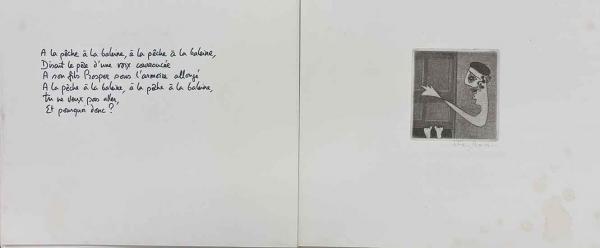 A la pêche à la baleine, à la pêche à la baleine,
Disait le père d'une voix courroucée
A son fils Prosper sous l'armoire allongé
A la pêche à la baleine, à la pêche à la baleine,
Tu ne veux pas aller,
Et pourquoi donc ?